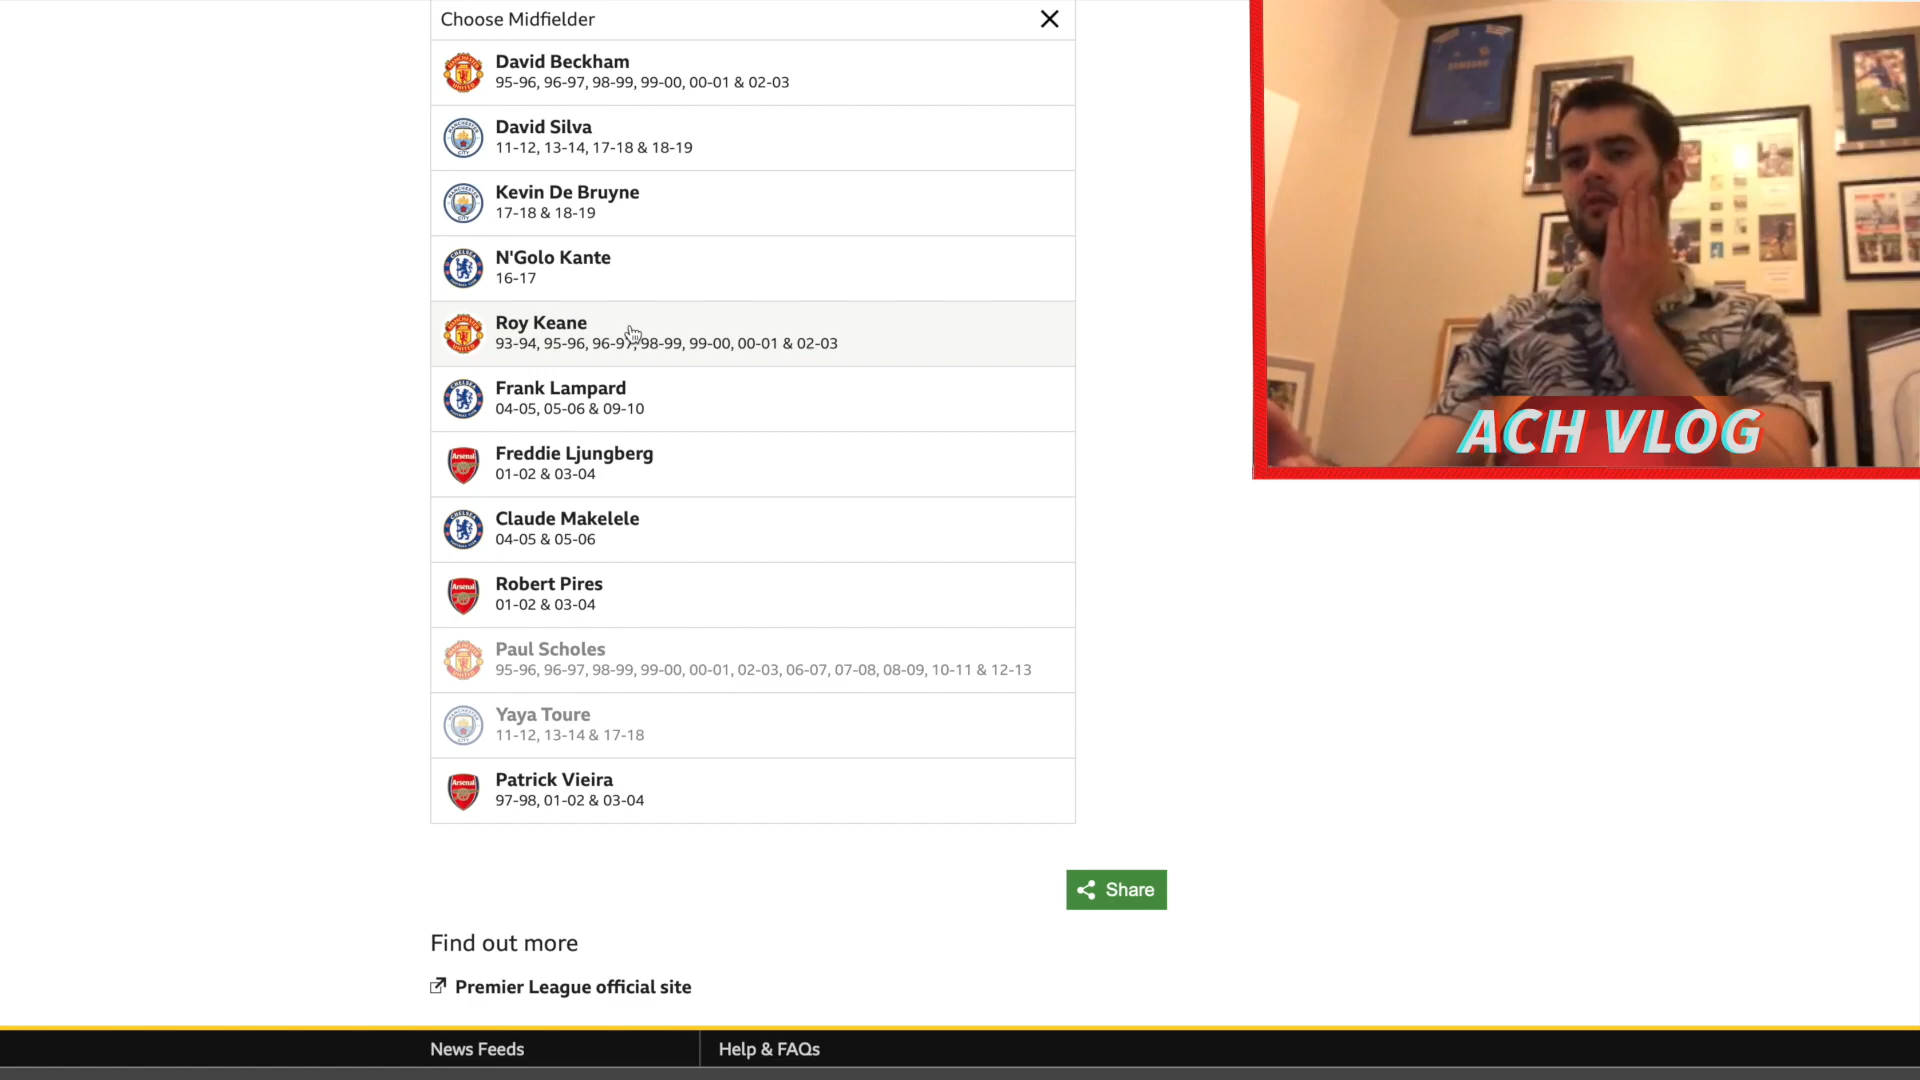 Choose Midfielder
David Beckham
95-96, 96-97, 98-99, 99-00, 00-01 & 02-03
David Silva
11-12, 13-14, 17-18 & 18-19
Kevin De Bruyne
17-18 & 18-19
N'Golo Kante
16-17
Roy Keane
93-94, 95-96, 96-97, 98-99, 99-00, 00-01 & 02-03
Frank Lampard
04-05, 05-06 & 09-10
Freddie Ljungberg
01-02 & 03-04
Claude Makelele
04-05 & 05-06
Robert Pires
01-02 & 03-04
Paul Scholes
95-96, 96-97, 98-99, 99-00, 00-01, 02-03, 06-07, 07-08, 08-09, 10-11 & 12-13
Yaya Toure
11-12, 13-14 & 17-18
Patrick Vieira
97-98, 01-02 & 03-04
Share
Find out more
Premier League official site
News Feeds
Help & FAQs
SAMSUNG
ACH VLOG
Arsenal
Arsenal
Arsenal